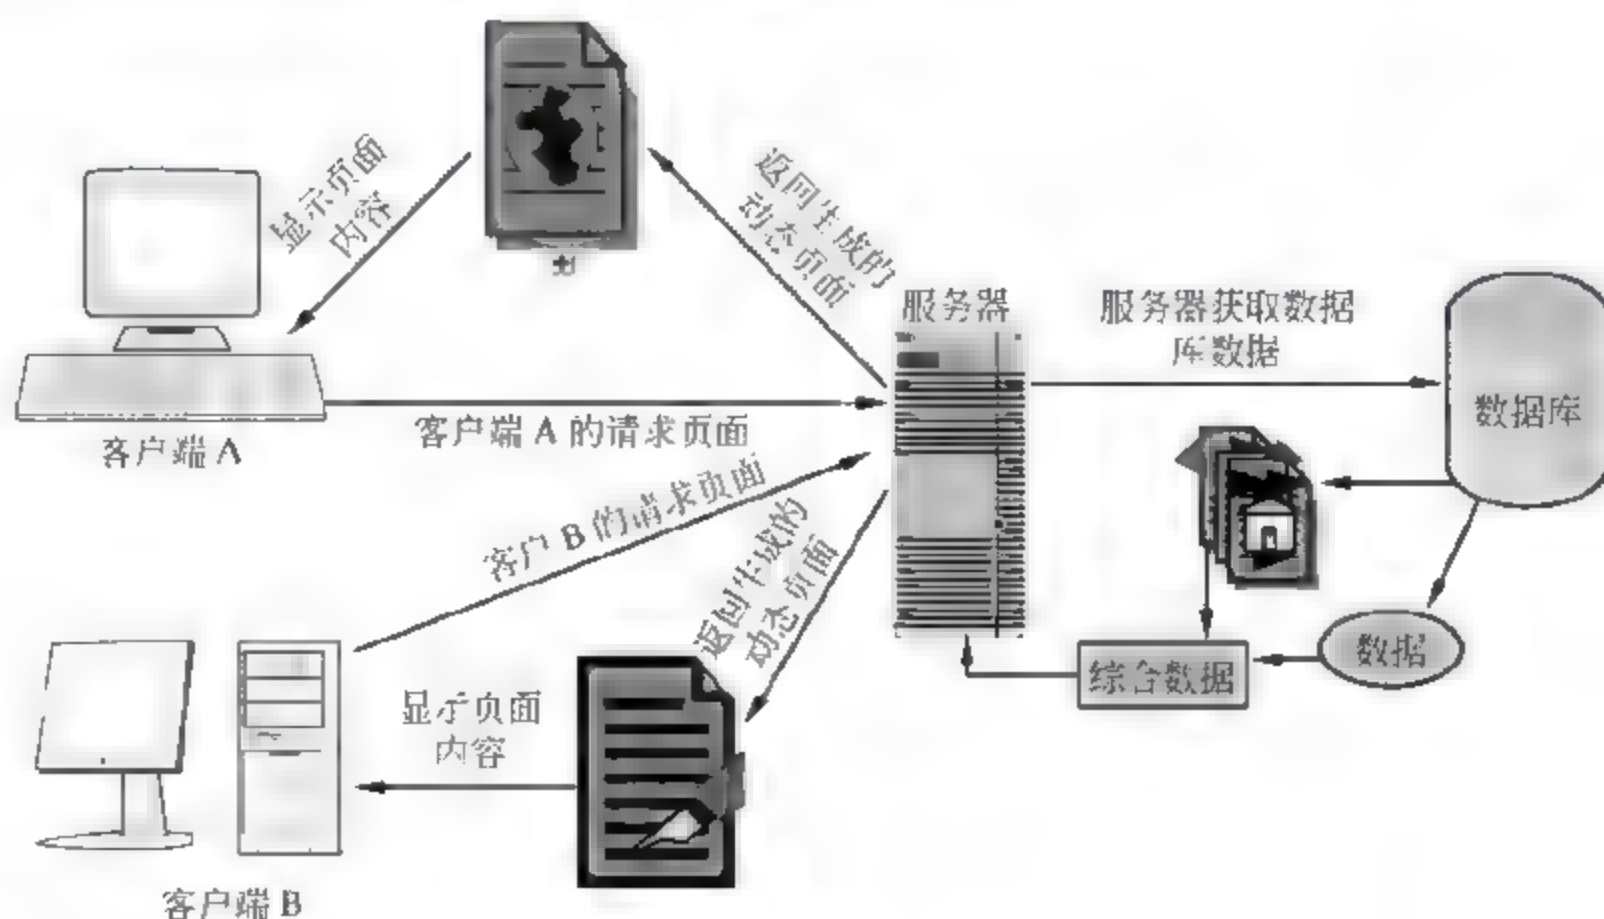 显示页面
内容
返回生成的
动态页面
服务器
服务器获取数据
库数据
数据库
客户端 A 的请求页面
客户端 A
客户 B 的请求页面
返回生成的
动态页面
数据
综合数据
显示页面
内容
客户端 B